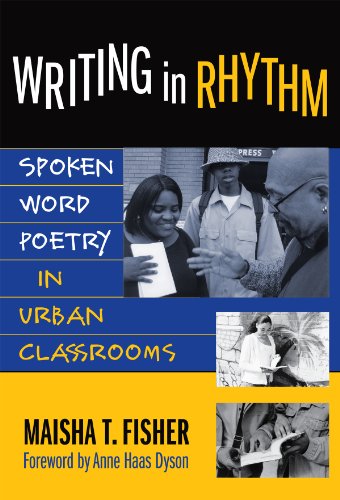 WRITING in RHYTHM
SPOKEN
WORD
POETRY
IN
URBAN
CLASSROOMS
PRESS
MAISHA T. FISHER
Foreword by Anne Haas Dyson